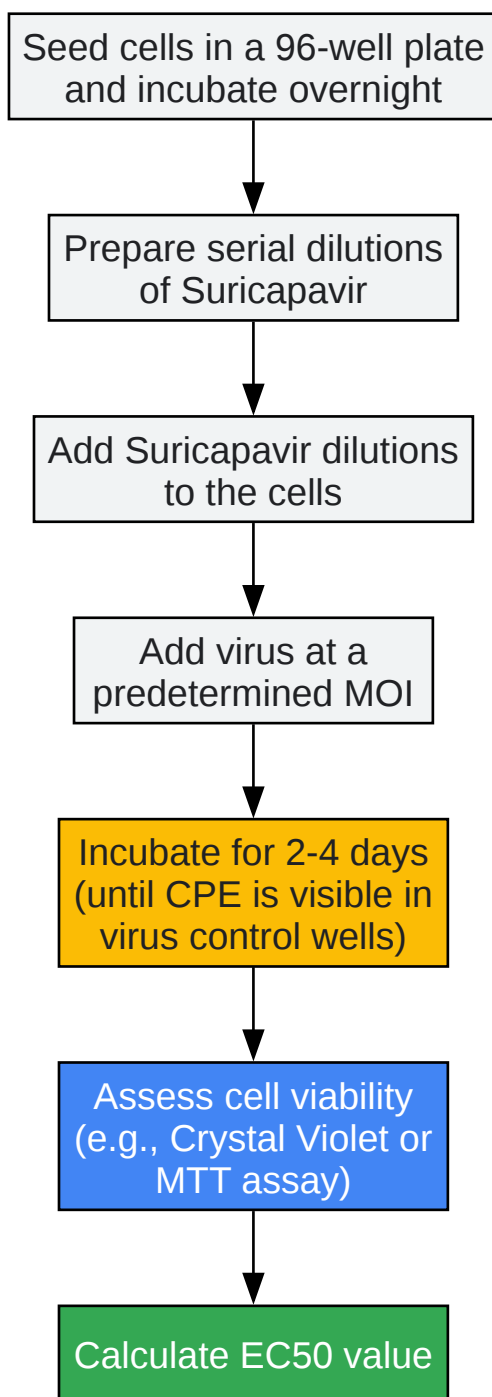 Seed cells in a 96-well plate
and incubate overnight
Prepare serial dilutions
of Suricapavir
Add Suricapavir dilutions
to the cells
Add virus at a
predetermined MOI
Incubate for 2-4 days
(until CPE is visible in
virus control wells)
Assess cell viability
(e.g., Crystal Violet or
MTT assay)
Calculate EC50 value